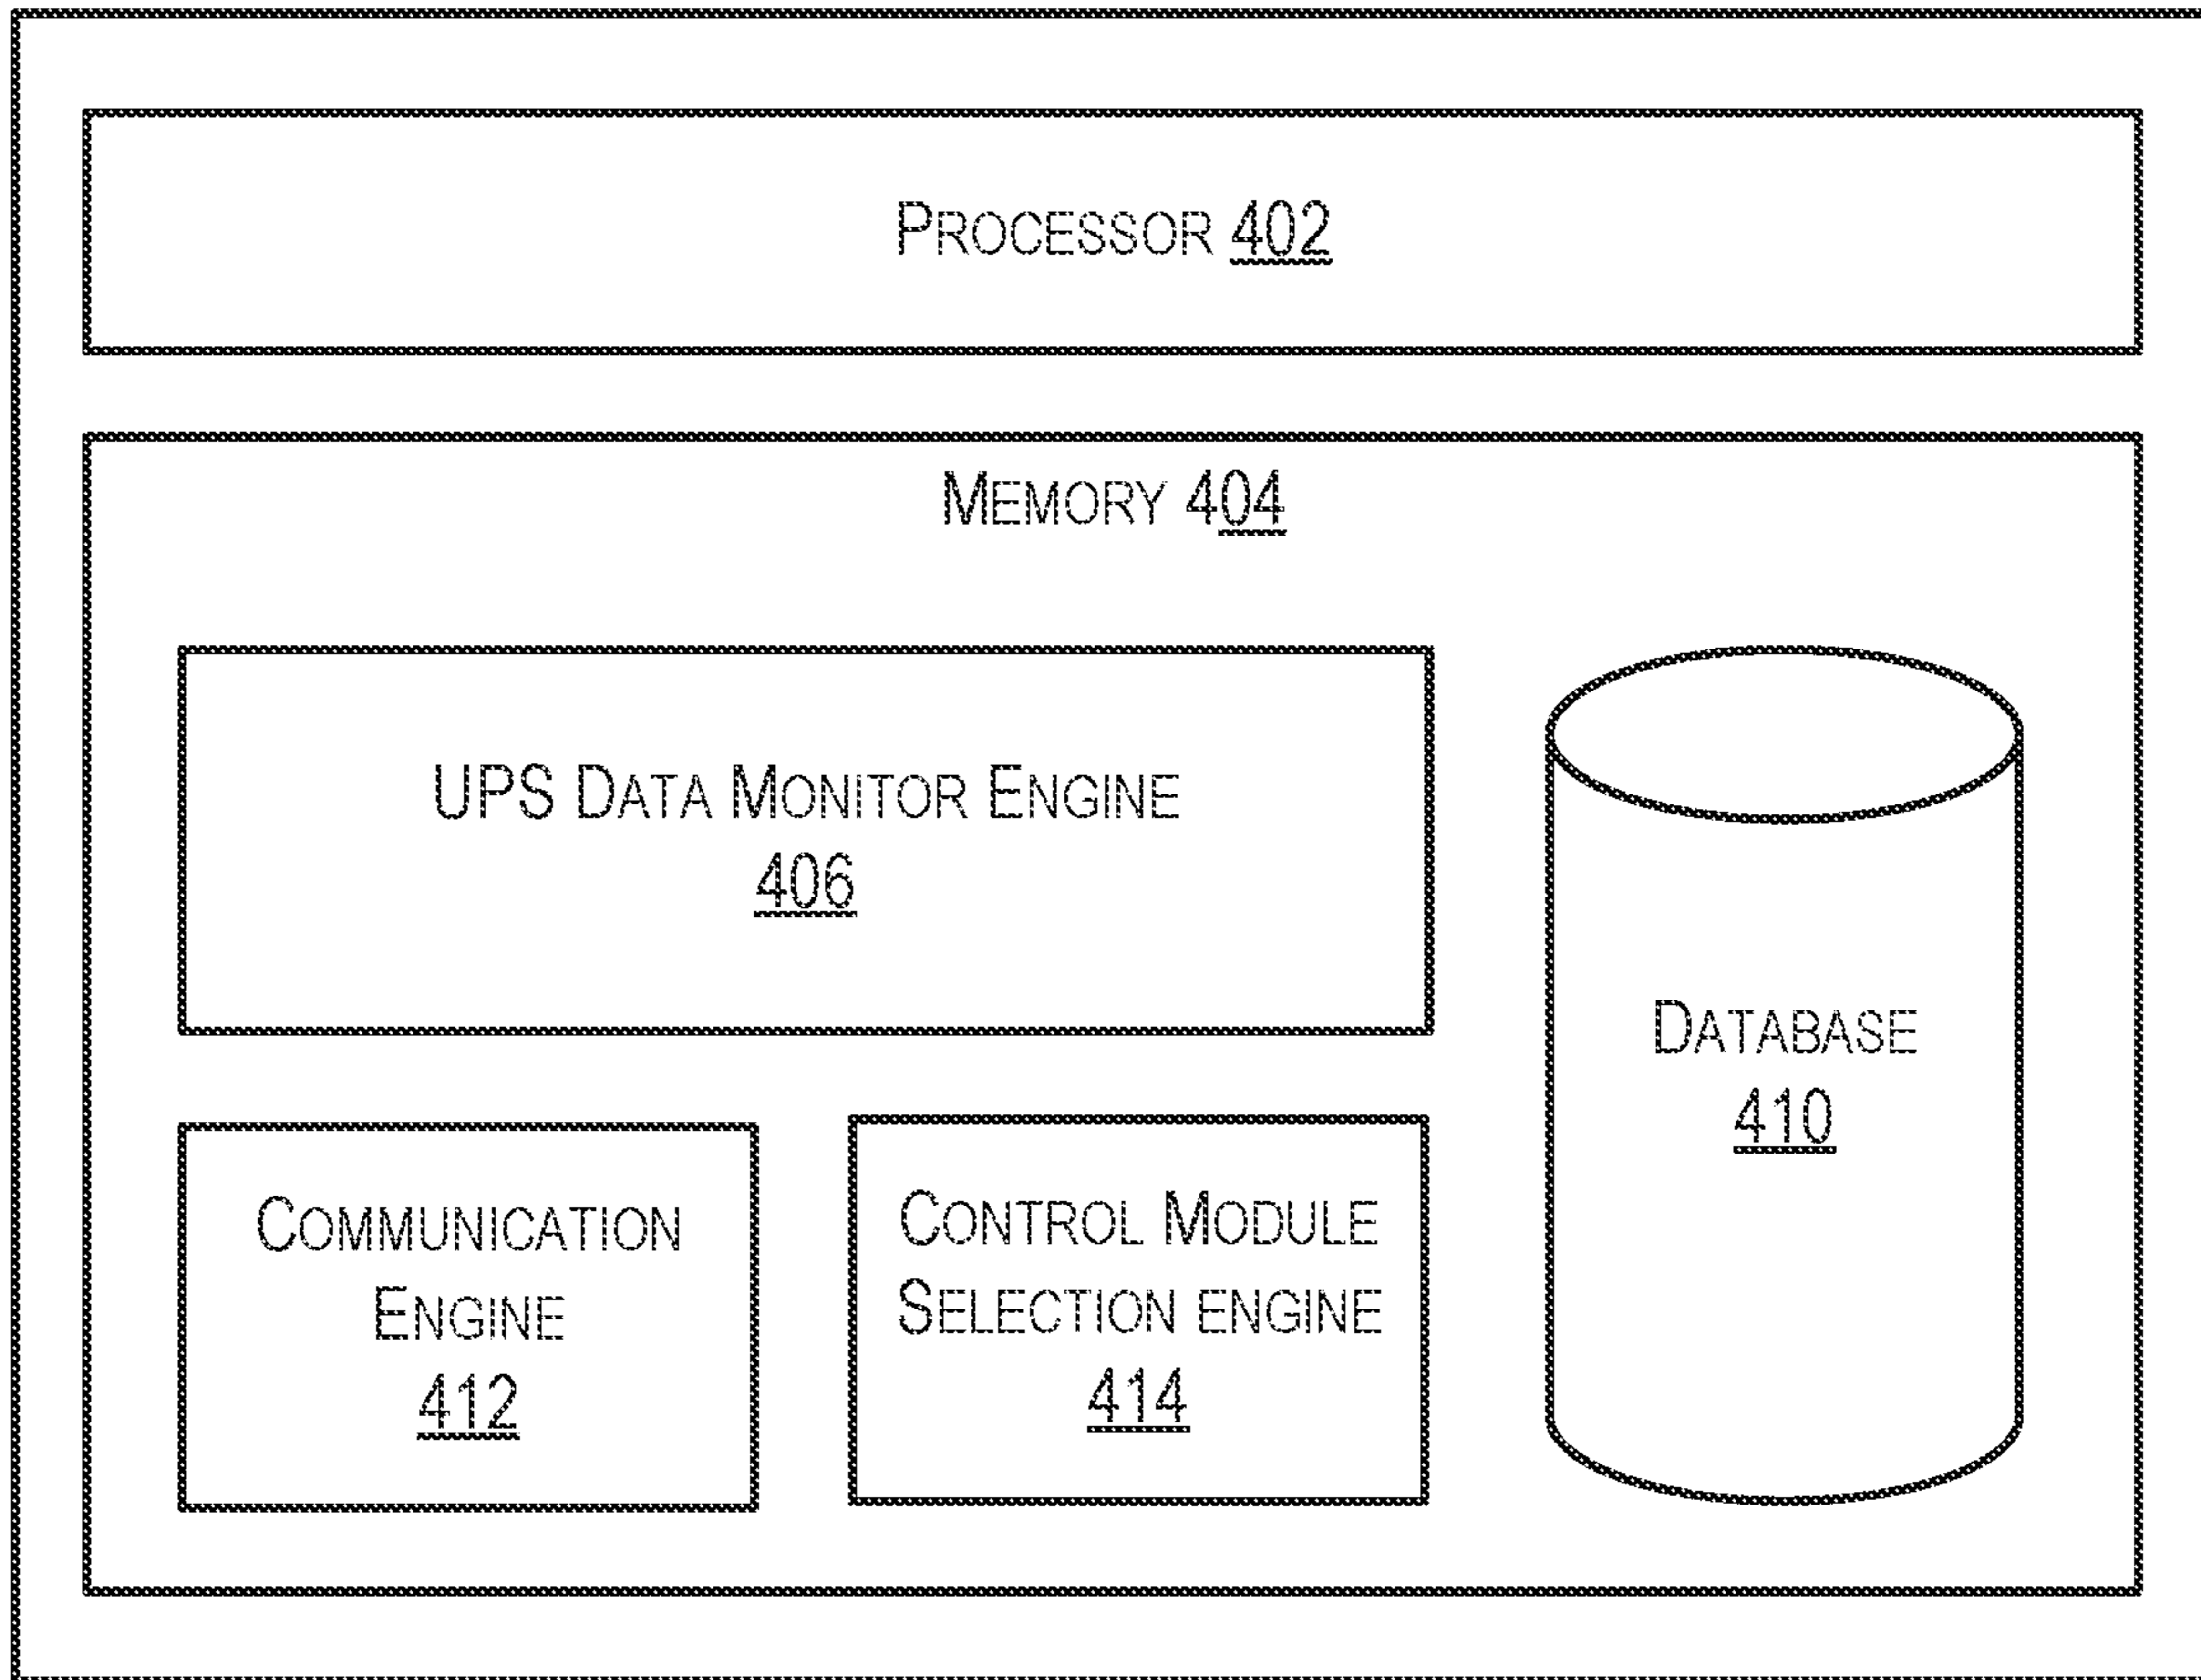 PROCESSOR 402
MEMORY 404
UPS DATA MONITOR ENGINE
406
DATABASE
410
COMMUNICATION
ENGINE
412
CONTROL MODULE
SELECTION ENGINE
414